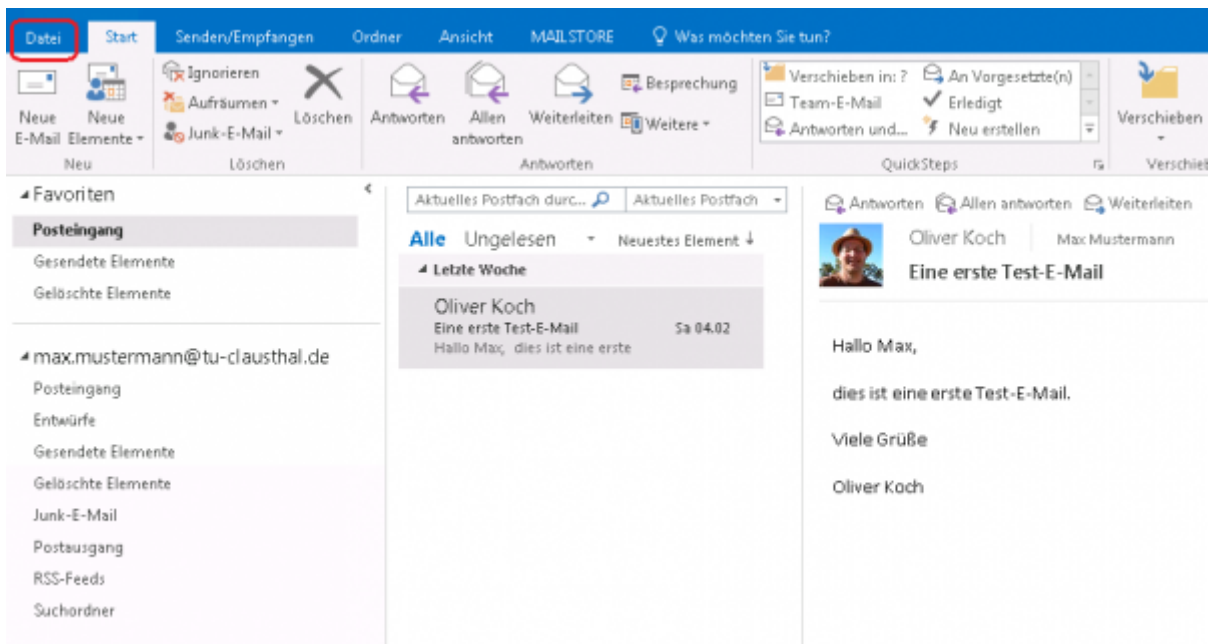 Datei Start Senden/Empfangen Ordner Ansicht MAILSTORE Was möchten Sie tun?
Neue E-Mail
Neue Elemente
Ignorieren
Aufräumen
Junk-E-Mail
Löschen
Antworten
Allen antworten
Weiterleiten
Besprechung
Weitere
Verschieben in: ?
Team-E-Mail
Antworten und...
An Vorgesetzte(n)
Erledigt
Neu erstellen
Verschieben
Neu Löschen Antworten QuickSteps Verschieb
Favoriten
Posteingang
Gesendete Elemente
Gelöschte Elemente
max.mustermann@tu-clausthal.de
Posteingang
Entwürfe
Gesendete Elemente
Gelöschte Elemente
Junk-E-Mail
Postausgang
RSS-Feeds
Suchordner
Aktuelles Postfach durc... Aktuelles Postfach
Alle Ungelesen Neuestes Element ↓
Letzte Woche
Oliver Koch
Eine erste Test-E-Mail Sa 04.02
Hallo Max, dies ist eine erste
Antworten Allen antworten Weiterleiten
Oliver Koch Max Mustermann
Eine erste Test-E-Mail
Hallo Max,
dies ist eine erste Test-E-Mail.
Viele Grüße
Oliver Koch